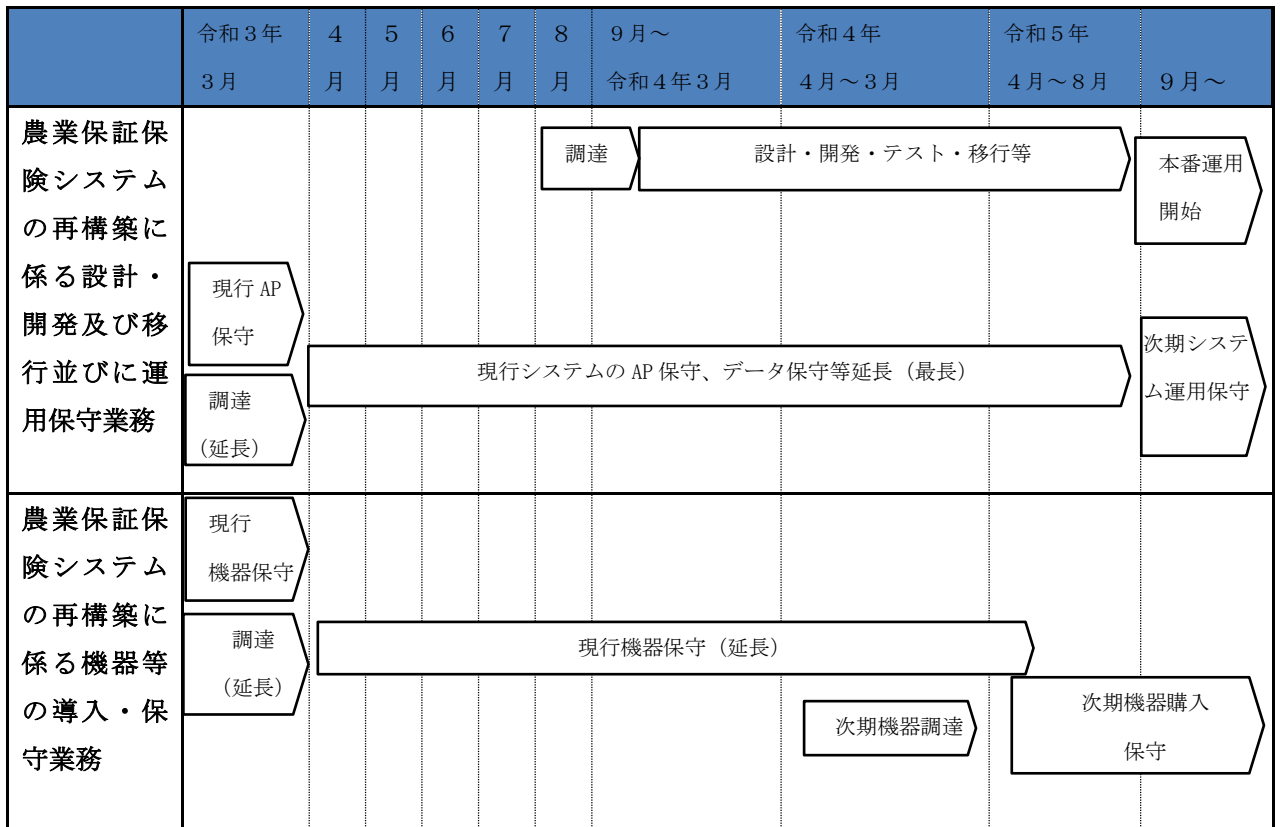 令和３年
３月
４
月
５
月
６
月
７
月
８
月
９月～
令和４年３月
令和４年
４月～３月
令和５年
４月～８月
９月～
農業保証保
険システム
の再構築に
係る設計・
開発及び移
行並びに運
用保守業務
調達
設計・開発・テスト・移行等
本番運用
開始
現行 AP
保守
調達
（延長）
現行システムの AP 保守、データ保守等延長（最長）
次期システ
ム運用保守
農業保証保
険システム
の再構築に
係る機器等
の導入・保
守業務
現行
機器保守
調達
（延長）
現行機器保守（延長）
次期機器調達
次期機器購入
保守